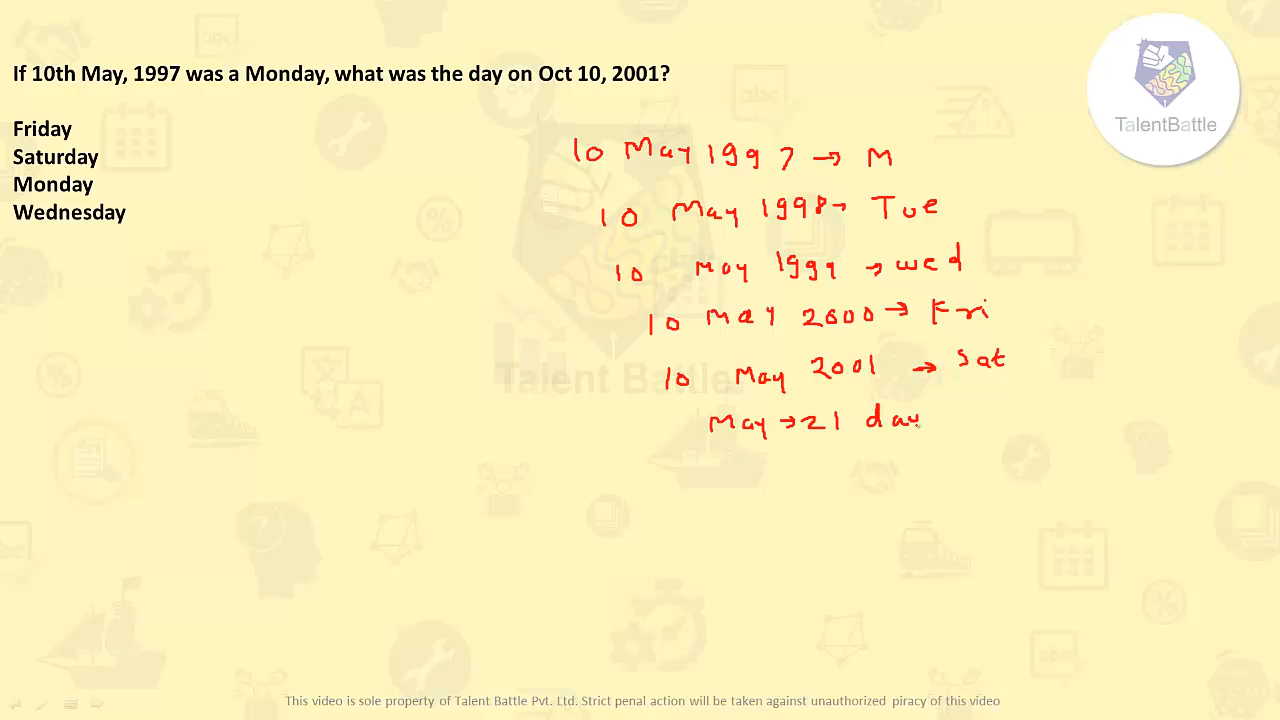 If 10th May, 1997 was a Monday, what was the day on Oct 10, 2001?
Friday
Saturday
Monday
Wednesday
TalentBattle
10 May 1997 → M
10 May 1998 → Tue
10 May 1999 → wed
10 May 2000 → Fri
10 May 2001 → Sat
May → 21 day
Talent Battle
This video is sole property of Talent Battle Pvt. Ltd. Strict penal action will be taken against unauthorized piracy of this video